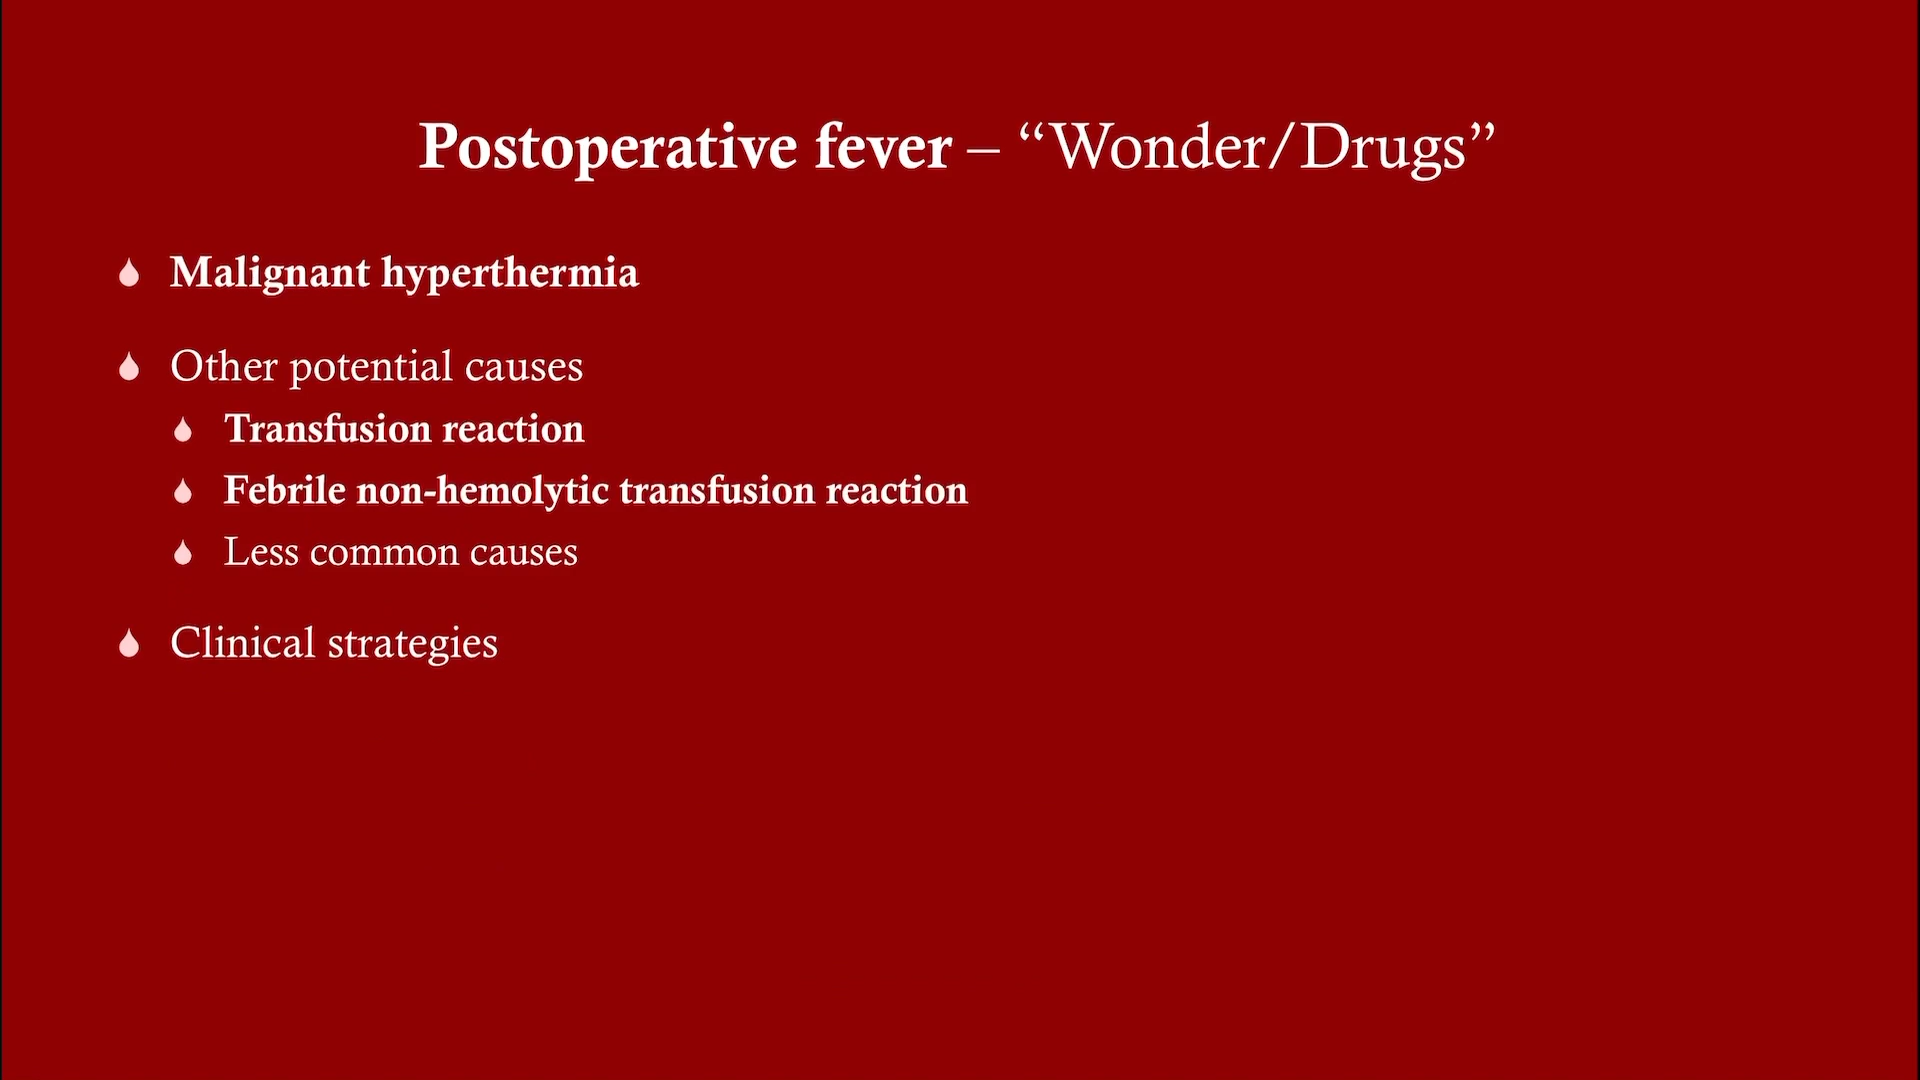 Postoperative fever – “Wonder/Drugs”
Malignant hyperthermia
Other potential causes
Transfusion reaction
Febrile non-hemolytic transfusion reaction
Less common causes
Clinical strategies